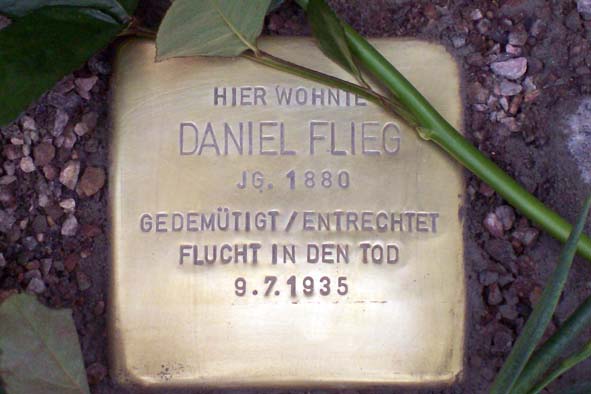 HIER WOHNTE
DANIEL FLIEG
JG. 1880
GEDEMÜTIGT/ENTRECHTET
FLUCHT IN DEN TOD
9.7.1935